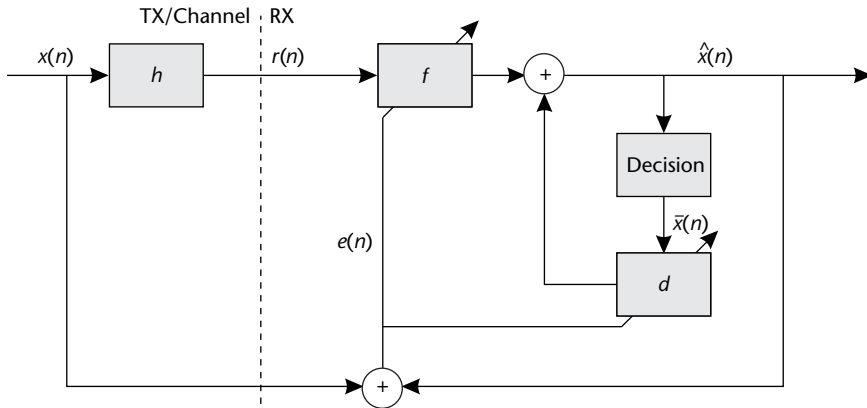 TX/Channel RX
x(n)
h
r(n)
f
+
x̂(n)
Decision
x̄(n)
e(n)
d
+